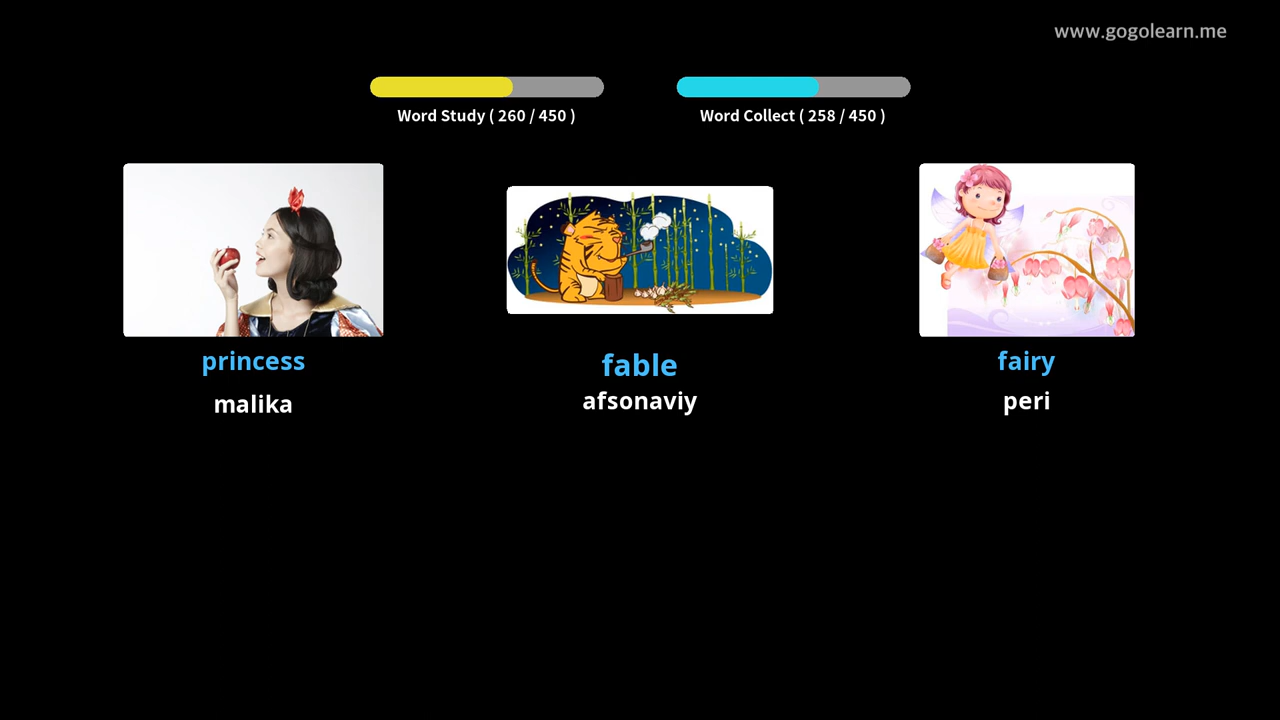 www.gogolearn.me
Word Study ( 260 / 450 )
Word Collect ( 258 / 450 )
princess
malika
fable
afsonaviy
fairy
peri